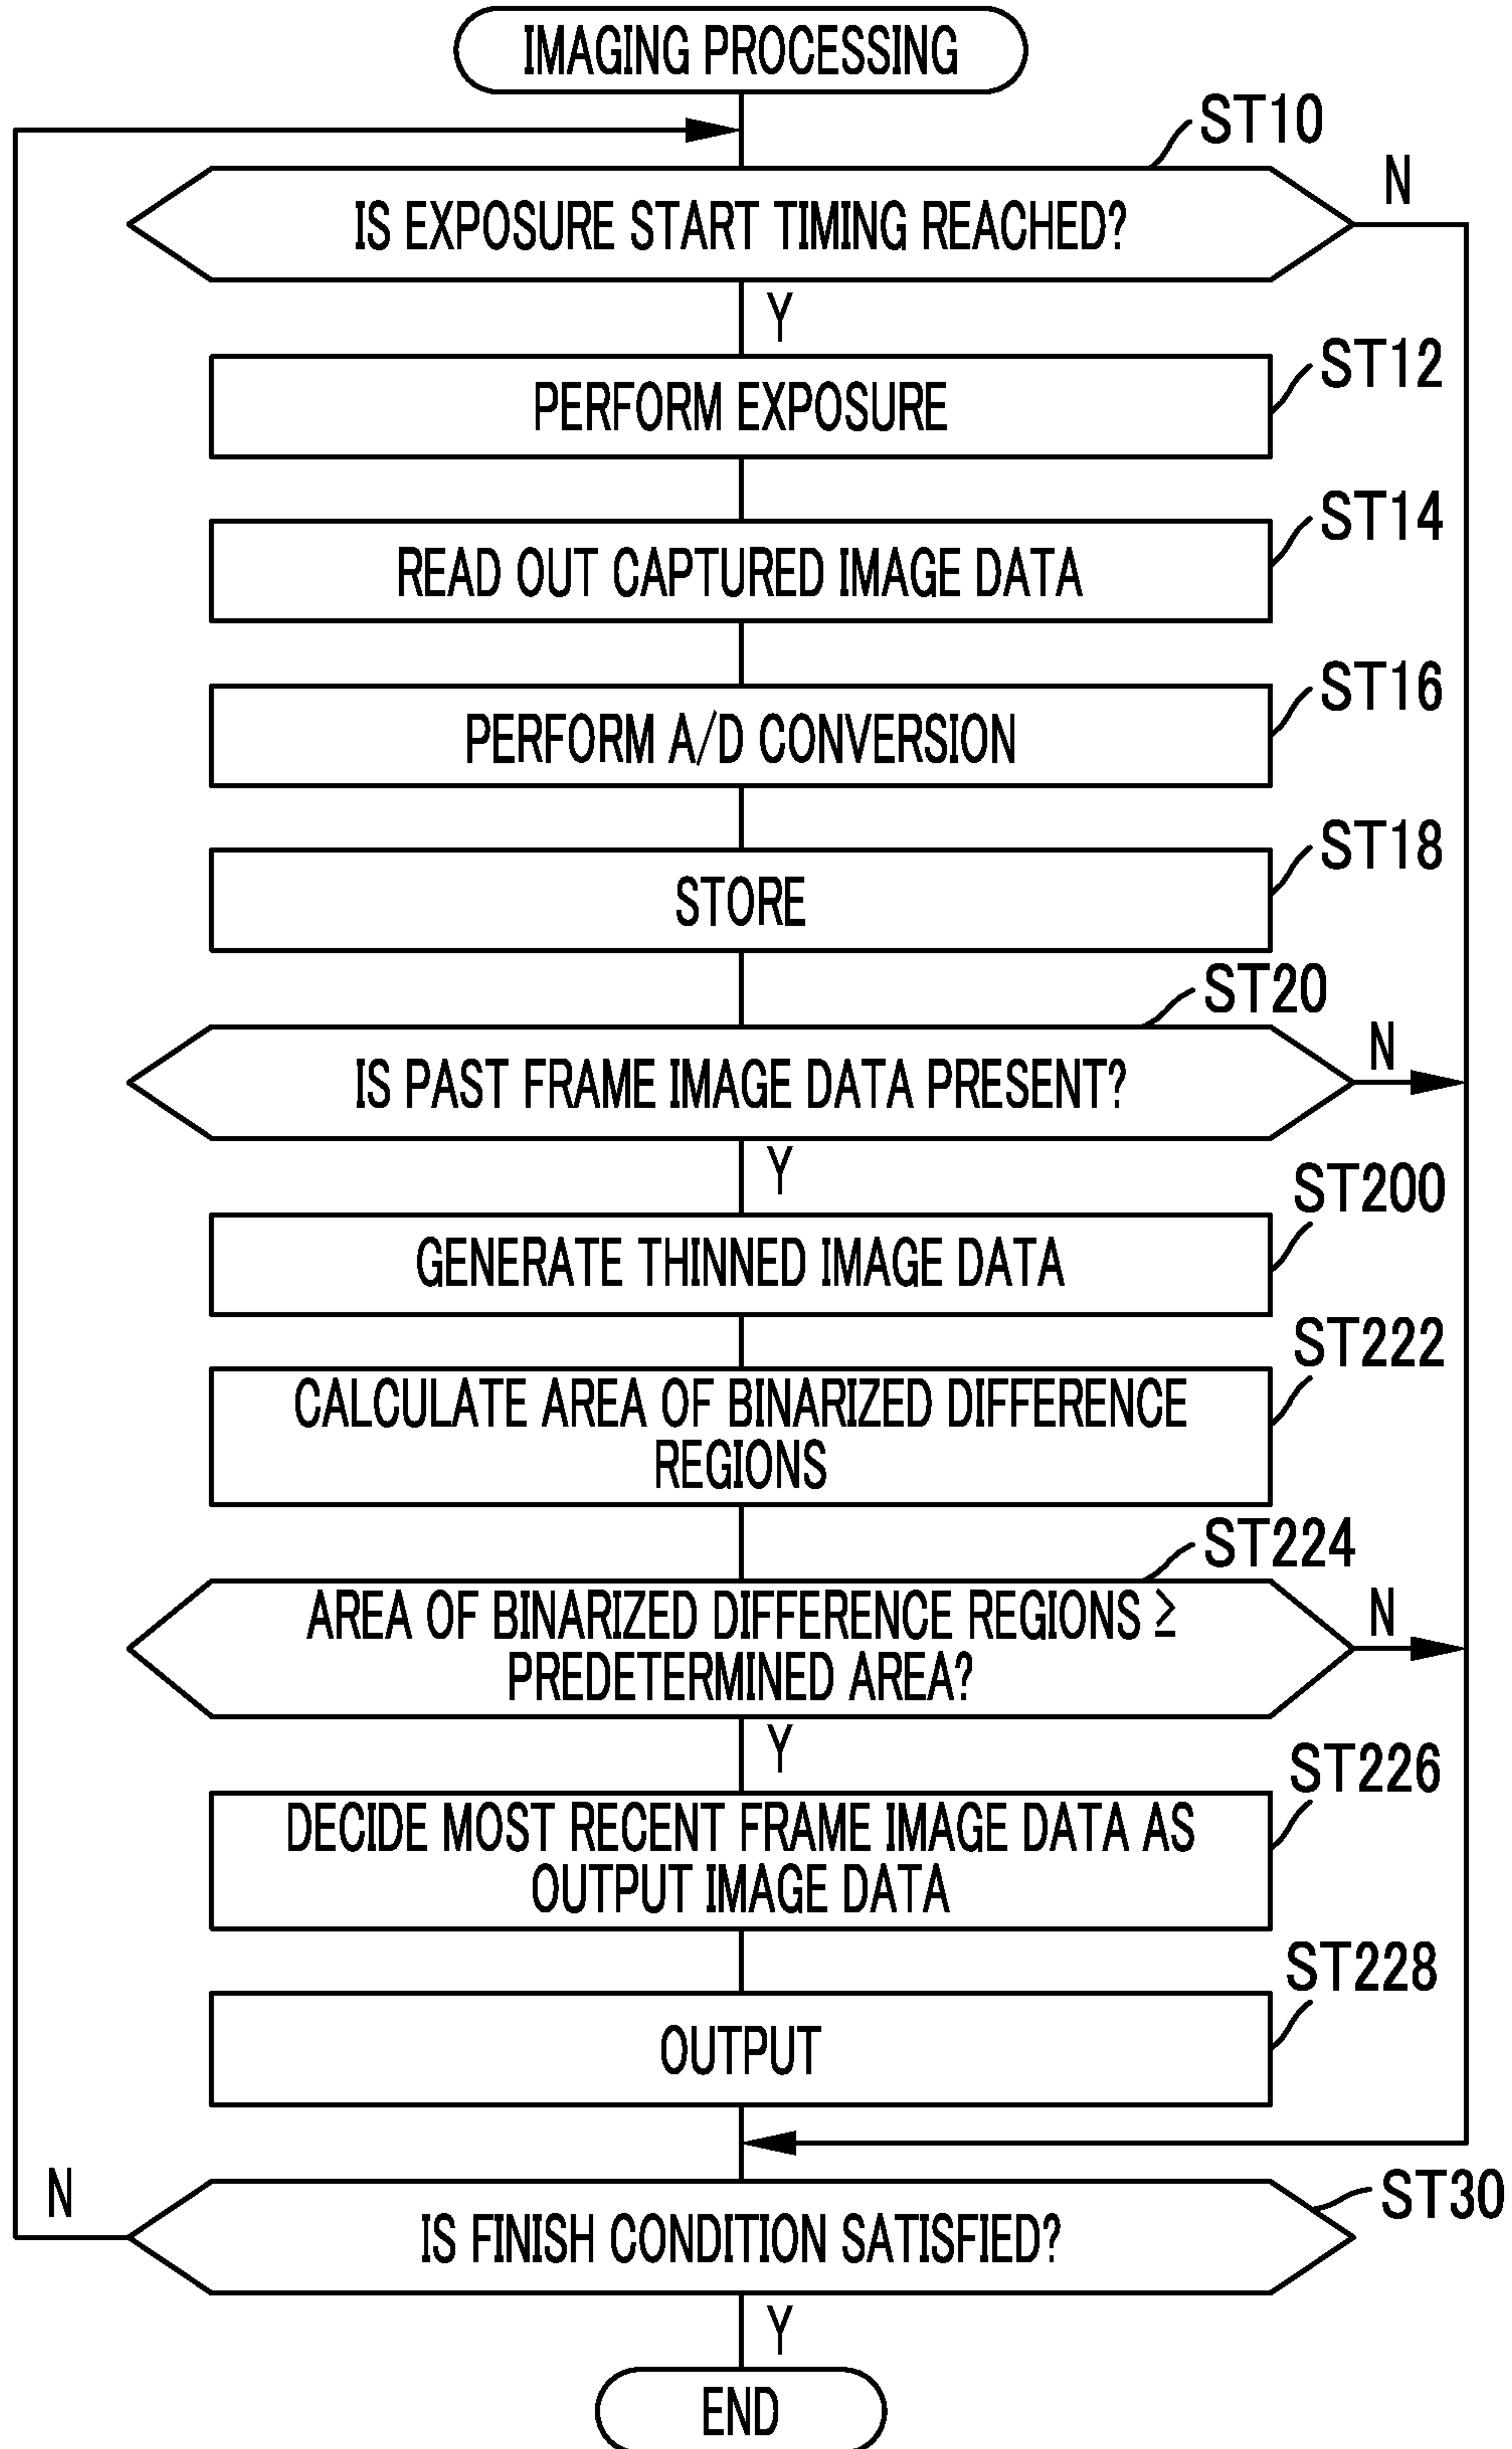 IMAGING PROCESSING
ST10
N
IS EXPOSURE START TIMING REACHED?
Y
ST12
PERFORM EXPOSURE
ST14
READ OUT CAPTURED IMAGE DATA
ST16
PERFORM A/D CONVERSION
ST18
STORE
ST20
N
IS PAST FRAME IMAGE DATA PRESENT?
Y
ST200
GENERATE THINNED IMAGE DATA
ST222
CALCULATE AREA OF BINARIZED DIFFERENCE
REGIONS
ST224
AREA OF BINARIZED DIFFERENCE REGIONS ≥
N
PREDETERMINED AREA?
Y
ST226
DECIDE MOST RECENT FRAME IMAGE DATA AS
OUTPUT IMAGE DATA
ST228
OUTPUT
N
ST30
IS FINISH CONDITION SATISFIED?
Y
END